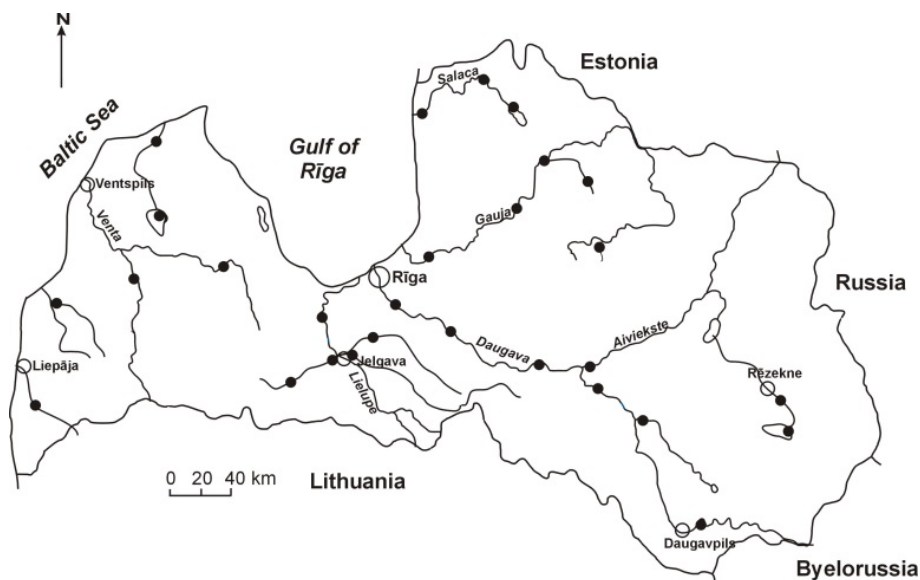 N
Estonia
Salaca
Baltic Sea
Gulf of
Rīga
Ventspils
Venta
Gauja
Rīga
Russia
Aiviekste
Daugava
Liepāja
Jelgava
Lielupe
Rēzekne
0 20 40 km
Lithuania
Daugavpils
Byelorussia